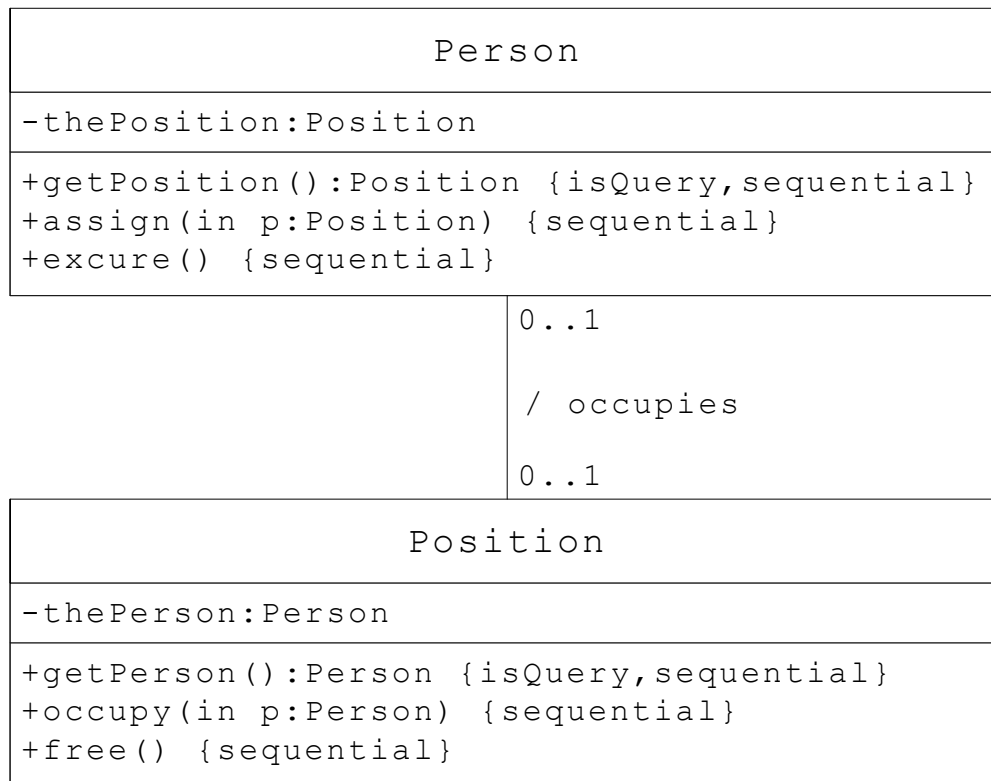 Person
-thePosition:Position
+getPosition():Position {isQuery,sequential}
+assign(in p:Position) {sequential}
+excure() {sequential}
0..1
/ occupies
0..1
Position
-thePerson:Person
+getPerson():Person {isQuery,sequential}
+occupy(in p:Person) {sequential}
+free() {sequential}